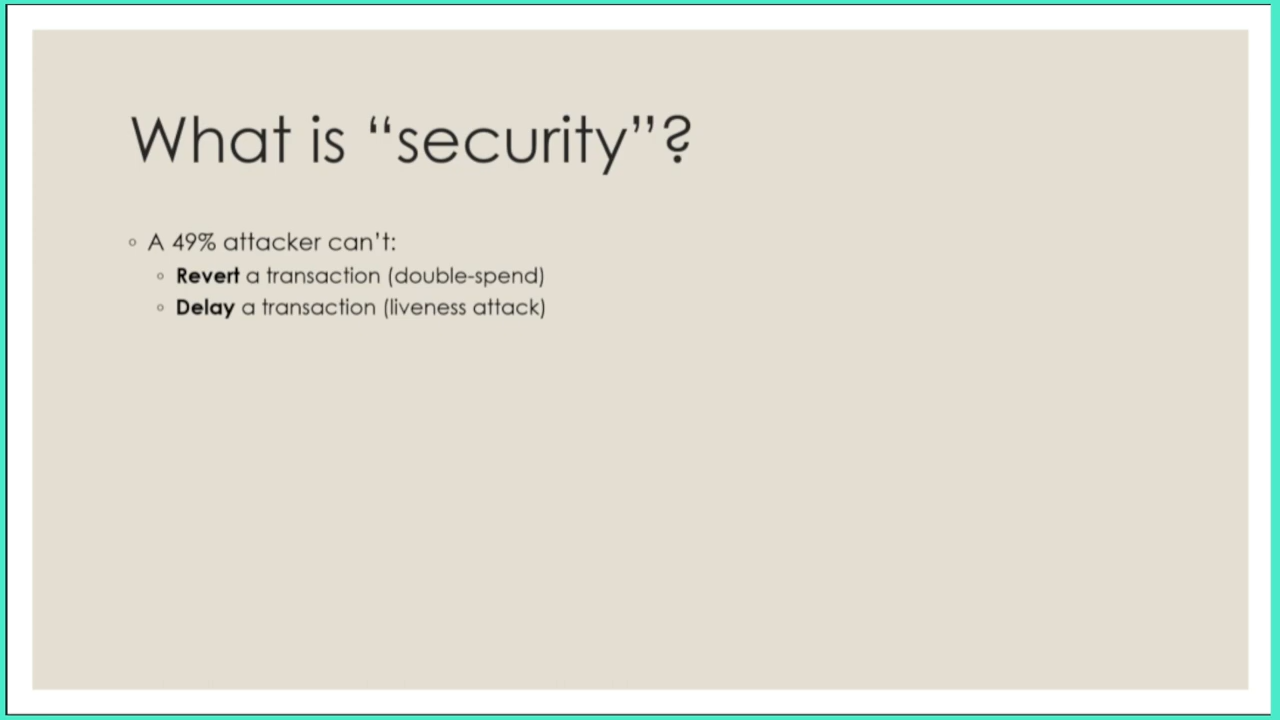 What is “security”?
◦ A 49% attacker can’t:
◦ Revert a transaction (double-spend)
◦ Delay a transaction (liveness attack)